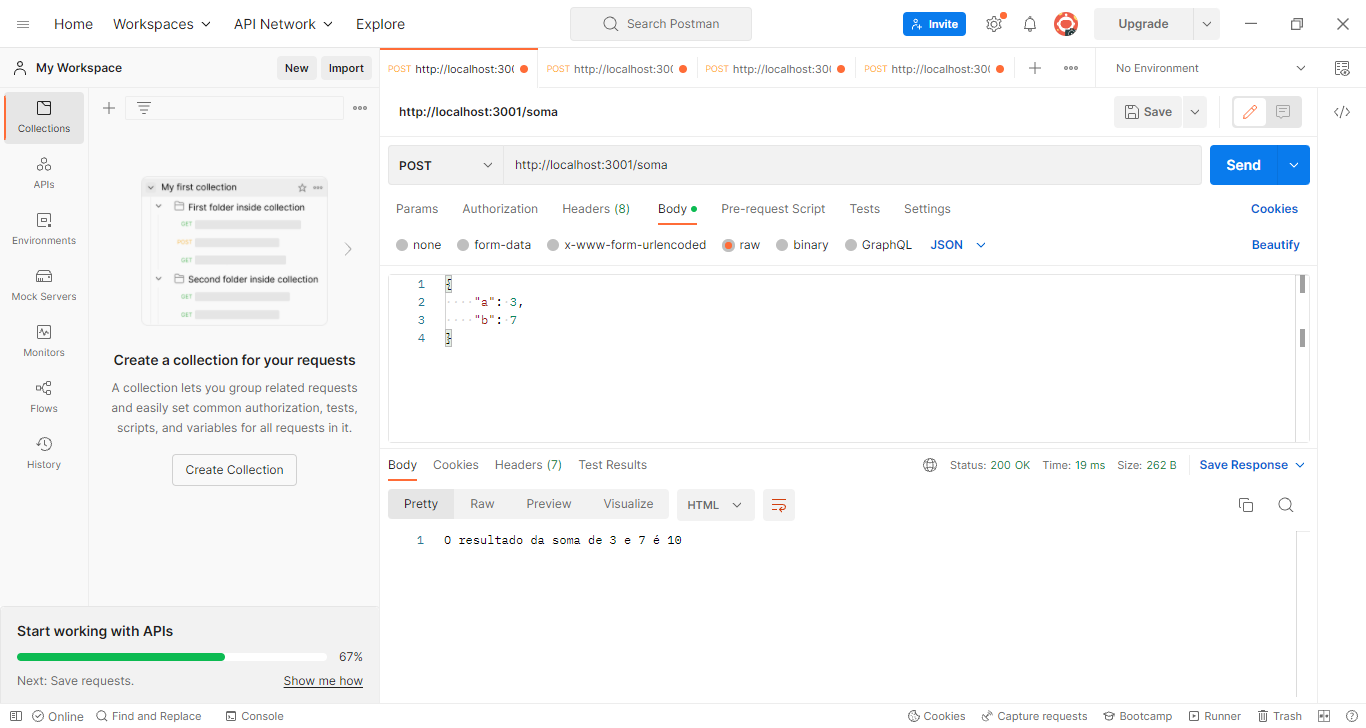 Home Workspaces API Network Explore Search Postman Invite Upgrade
My Workspace New Import
POST http://localhost:300 POST http://localhost:300 POST http://localhost:300 POST http://localhost:300 No Environment
Collections
APIs
Environments
Mock Servers
Monitors
Flows
History
My first collection
First folder inside collection
GET
POST
GET
Second folder inside collection
GET
GET
Create a collection for your requests
A collection lets you group related requests
and easily set common authorization, tests,
scripts, and variables for all requests in it.
Create Collection
Start working with APIs
67%
Next: Save requests. Show me how
http://localhost:3001/soma Save
POST http://localhost:3001/soma Send
Params Authorization Headers (8) Body Pre-request Script Tests Settings Cookies
none form-data x-www-form-urlencoded raw binary GraphQL JSON Beautify
1 {
2 "a": 3,
3 "b": 7
4 }
Body Cookies Headers (7) Test Results Status: 200 OK Time: 19 ms Size: 262 B Save Response
Pretty Raw Preview Visualize HTML
1 O resultado da soma de 3 e 7 é 10
Online Find and Replace Console Cookies Capture requests Bootcamp Runner Trash